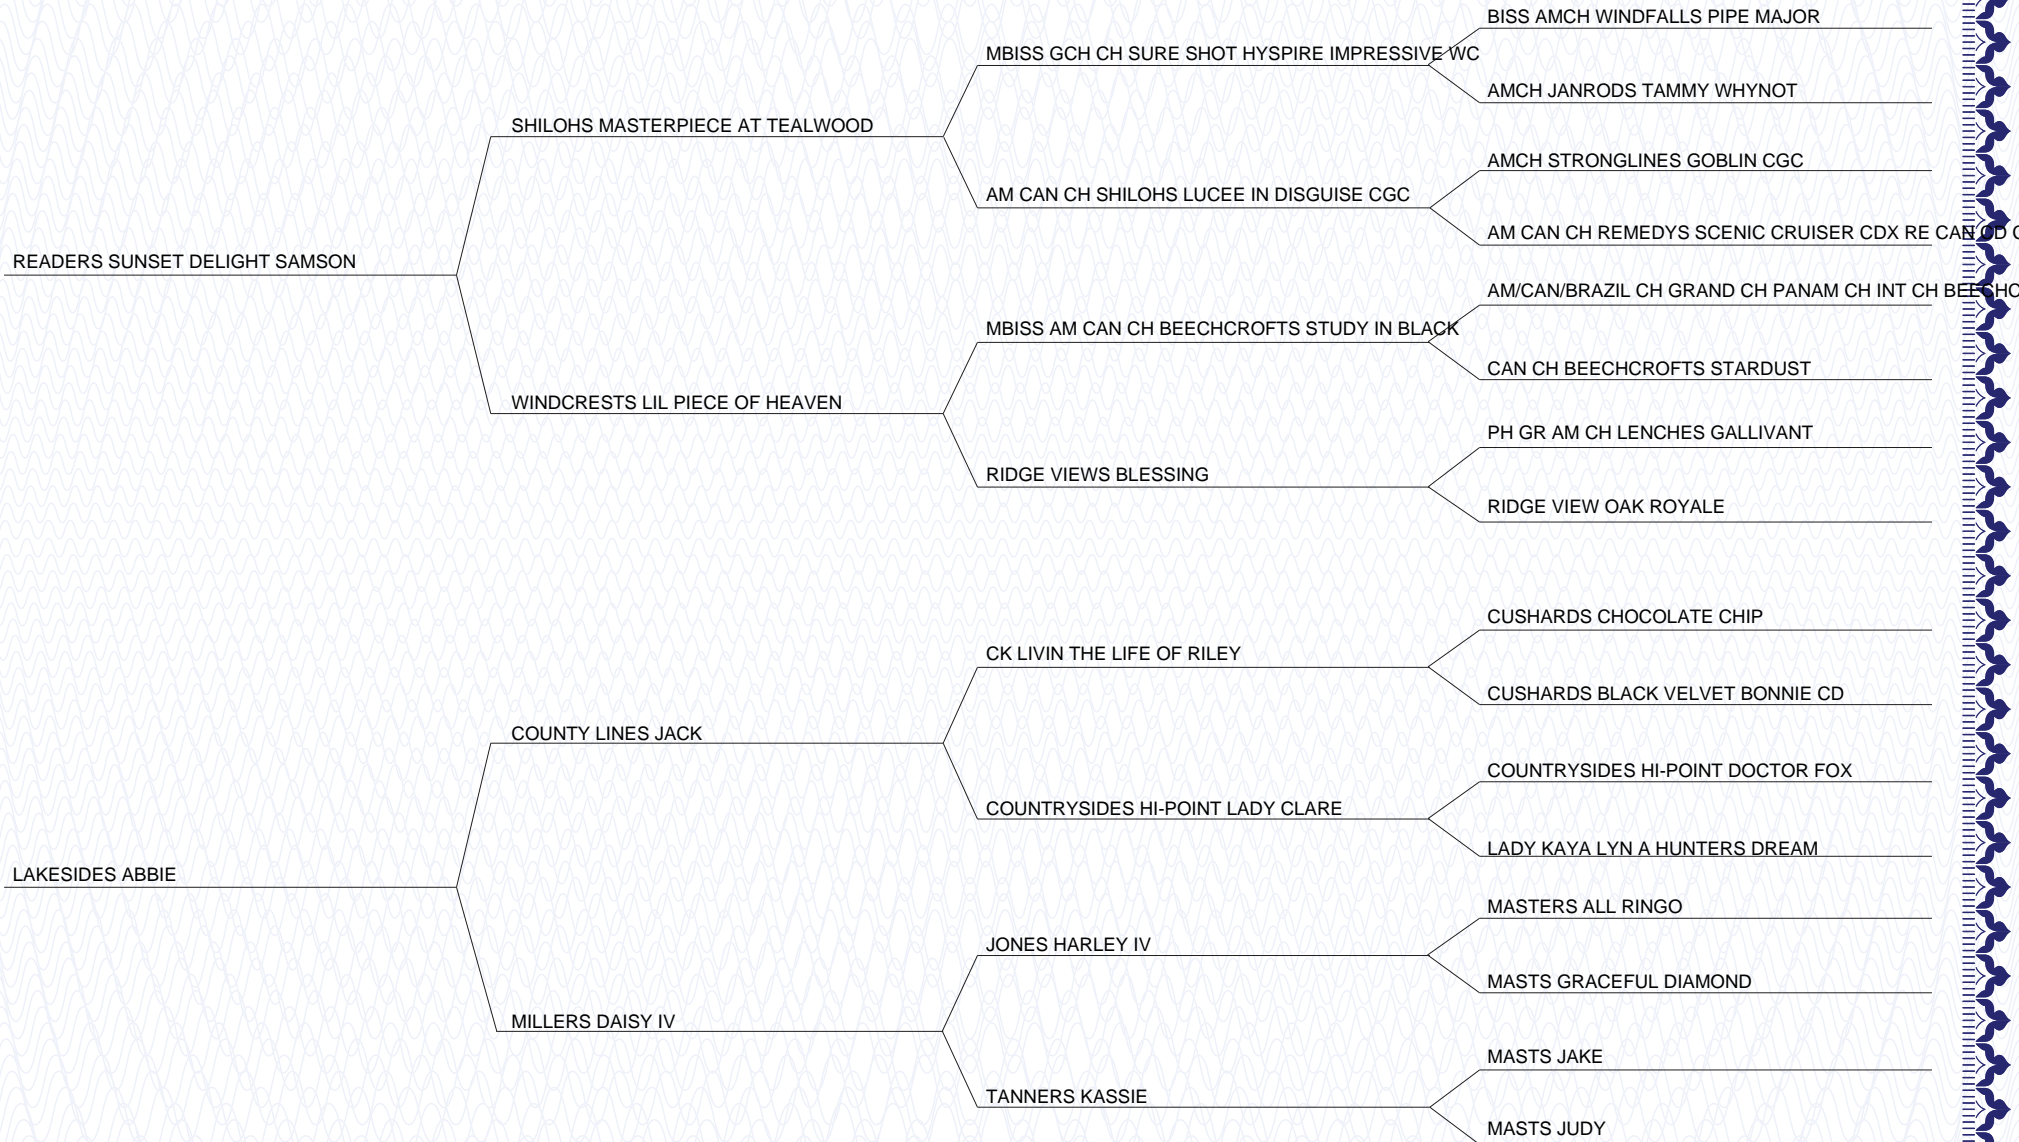 BISS AMCH WINDFALLS PIPE MAJOR
MBISS GCH CH SURE SHOT HYSPIRE IMPRESSIVE WC
AMCH JANRODS TAMMY WHYNOT
SHILOHS MASTERPIECE AT TEALWOOD
AMCH STRONGLINES GOBLIN CGC
AM CAN CH SHILOHS LUCEE IN DISGUISE CGC
AM CAN CH REMEDYS SCENIC CRUISER CDX RE CAN CD
READERS SUNSET DELIGHT SAMSON
AM/CAN/BRAZIL CH GRAND CH PANAM CH INT CH
MBISS AM CAN CH BEECHCROFTS STUDY IN BLACK
CAN CH BEECHCROFTS STARDUST
WINDCRESTS LIL PIECE OF HEAVEN
PH GR AM CH LENCHES GALLIVANT
RIDGE VIEWS BLESSING
RIDGE VIEW OAK ROYALE
CUSHARDS CHOCOLATE CHIP
CK LIVIN THE LIFE OF RILEY
CUSHARDS BLACK VELVET BONNIE CD
COUNTY LINES JACK
COUNTRYSIDES HI-POINT DOCTOR FOX
COUNTRYSIDES HI-POINT LADY CLARE
LADY KAYA LYN A HUNTERS DREAM
LAKESIDES ABBIE
MASTERS ALL RINGO
JONES HARLEY IV
MASTS GRACEFUL DIAMOND
MILLERS DAISY IV
MASTS JAKE
TANNERS KASSIE
MASTS JUDY